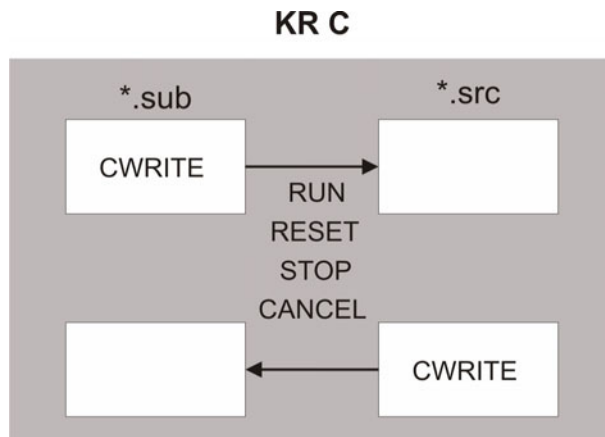 KR C
*.sub
*.src
CWRITE
RUN
RESET
STOP
CANCEL
CWRITE